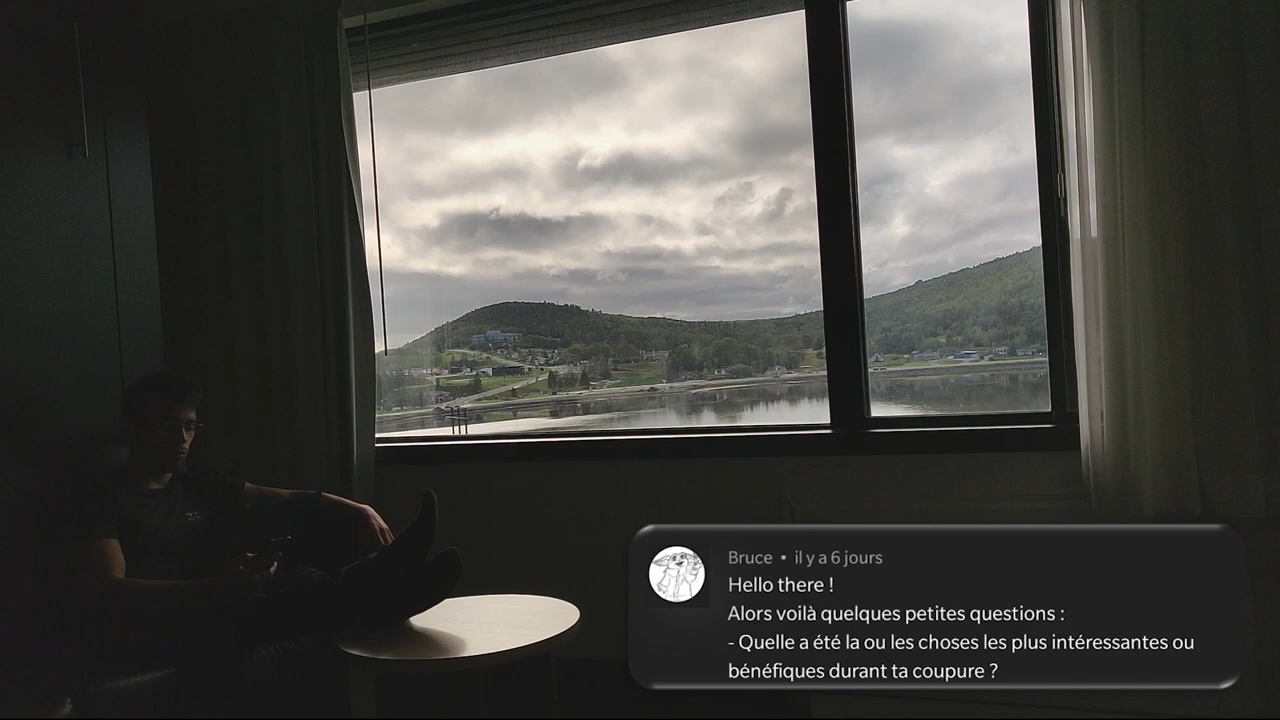 Bruce • il y a 6 jours
Hello there !
Alors voilà quelques petites questions :
- Quelle a été la ou les choses les plus intéressantes ou
bénéfiques durant ta coupure ?